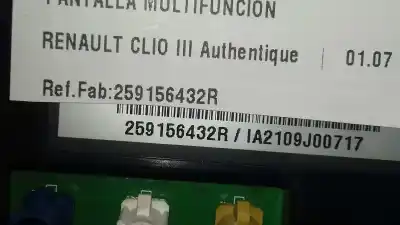 PANTALLA MULTIFUNCION
RENAULT CLIO III Authentique | 01.07
Ref.Fab:259156432R
259156432R / IA2109J00717